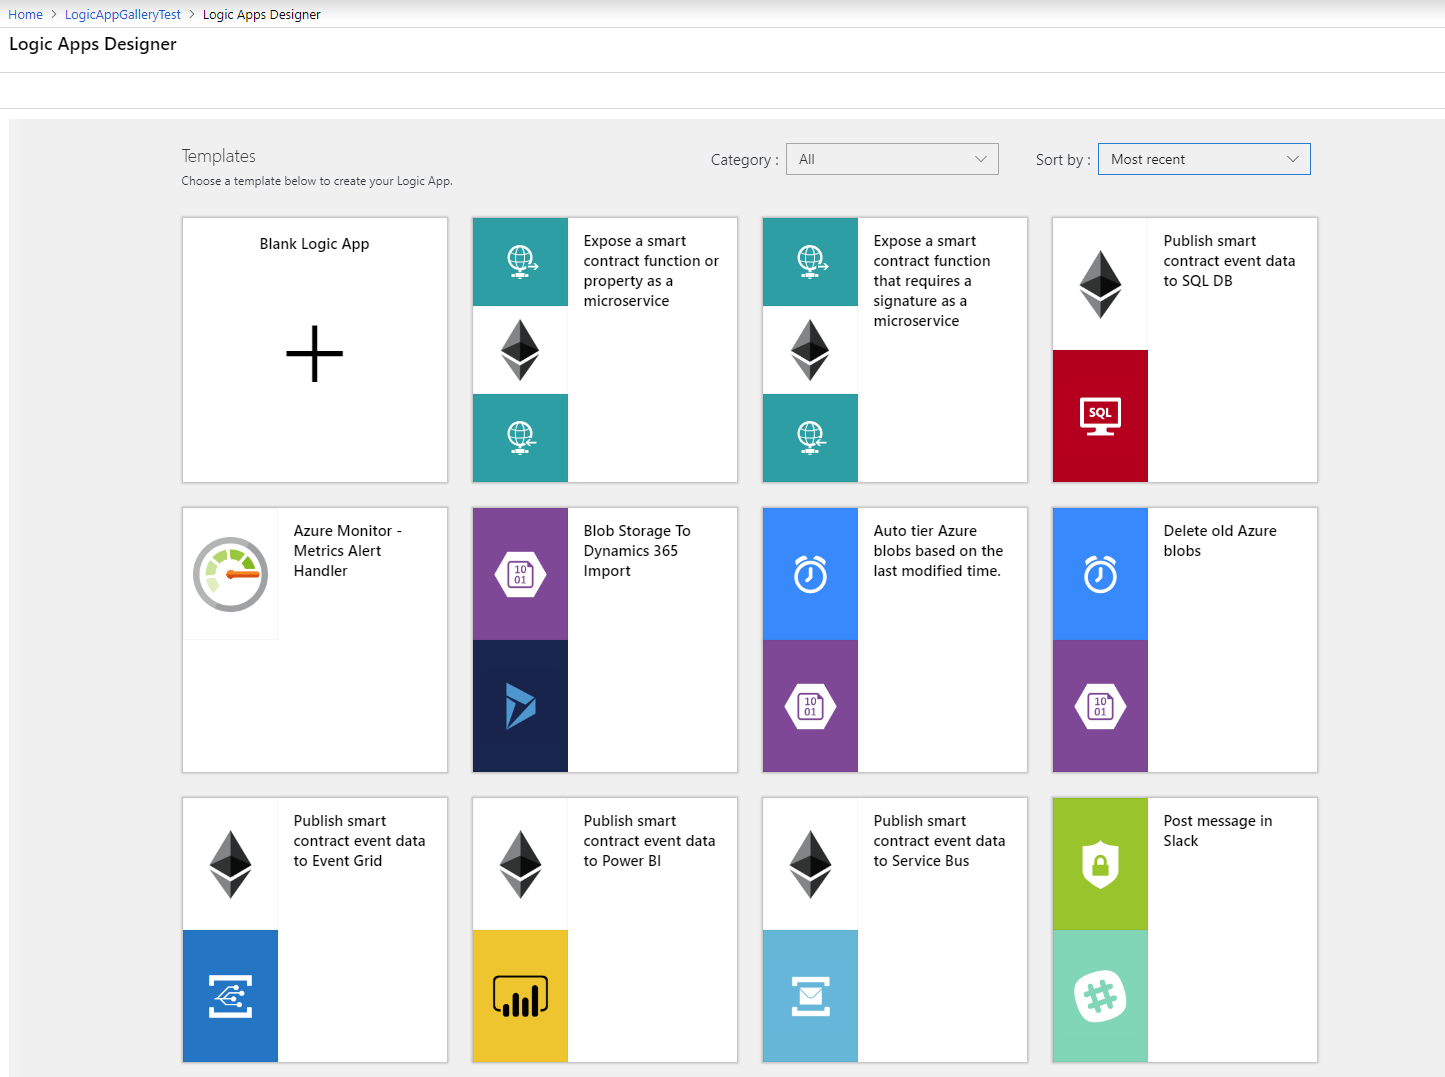 Home > LogicAppGalleryTest > Logic Apps Designer
Logic Apps Designer
Templates
Choose a template below to create your Logic App.
Category : All
Sort by : Most recent
Blank Logic App
Expose a smart
contract function or
property as a
microservice
Expose a smart
contract function
that requires a
signature as a
microservice
Publish smart
contract event data
to SQL DB
SQL
Azure Monitor -
Metrics Alert
Handler
Blob Storage To
Dynamics 365
Import
10
01
Auto tier Azure
blobs based on the
last modified time.
10
01
Delete old Azure
blobs
10
01
Publish smart
contract event data
to Event Grid
Publish smart
contract event data
to Power BI
Publish smart
contract event data
to Service Bus
Post message in
Slack